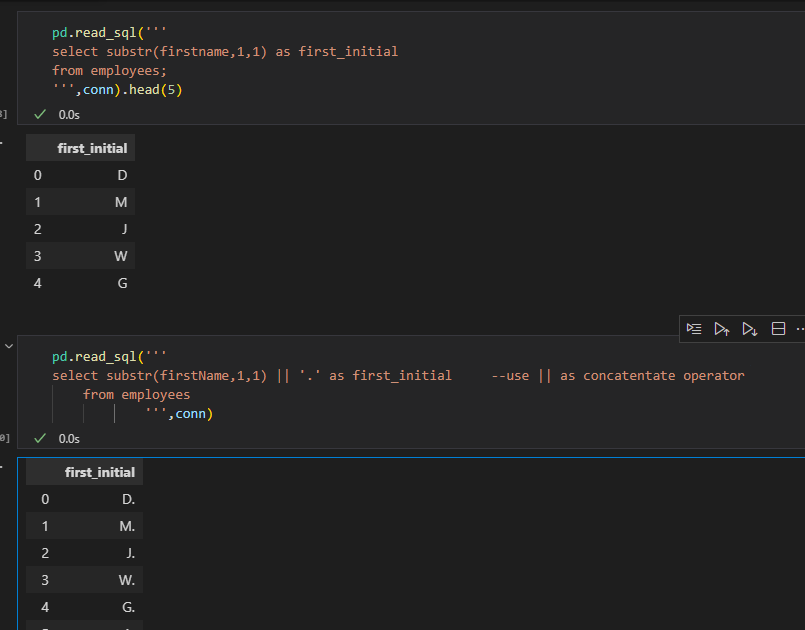 pd.read_sql('''
select substr(firstname,1,1) as first_initial
from employees;
''',conn).head(5)
0.0s
first_initial
0 D
1 M
2 J
3 W
4 G
pd.read_sql('''
select substr(firstName,1,1) || '.' as first_initial --use || as concatentate operator
from employees
''',conn)
0.0s
first_initial
0 D.
1 M.
2 J.
3 W.
4 G.